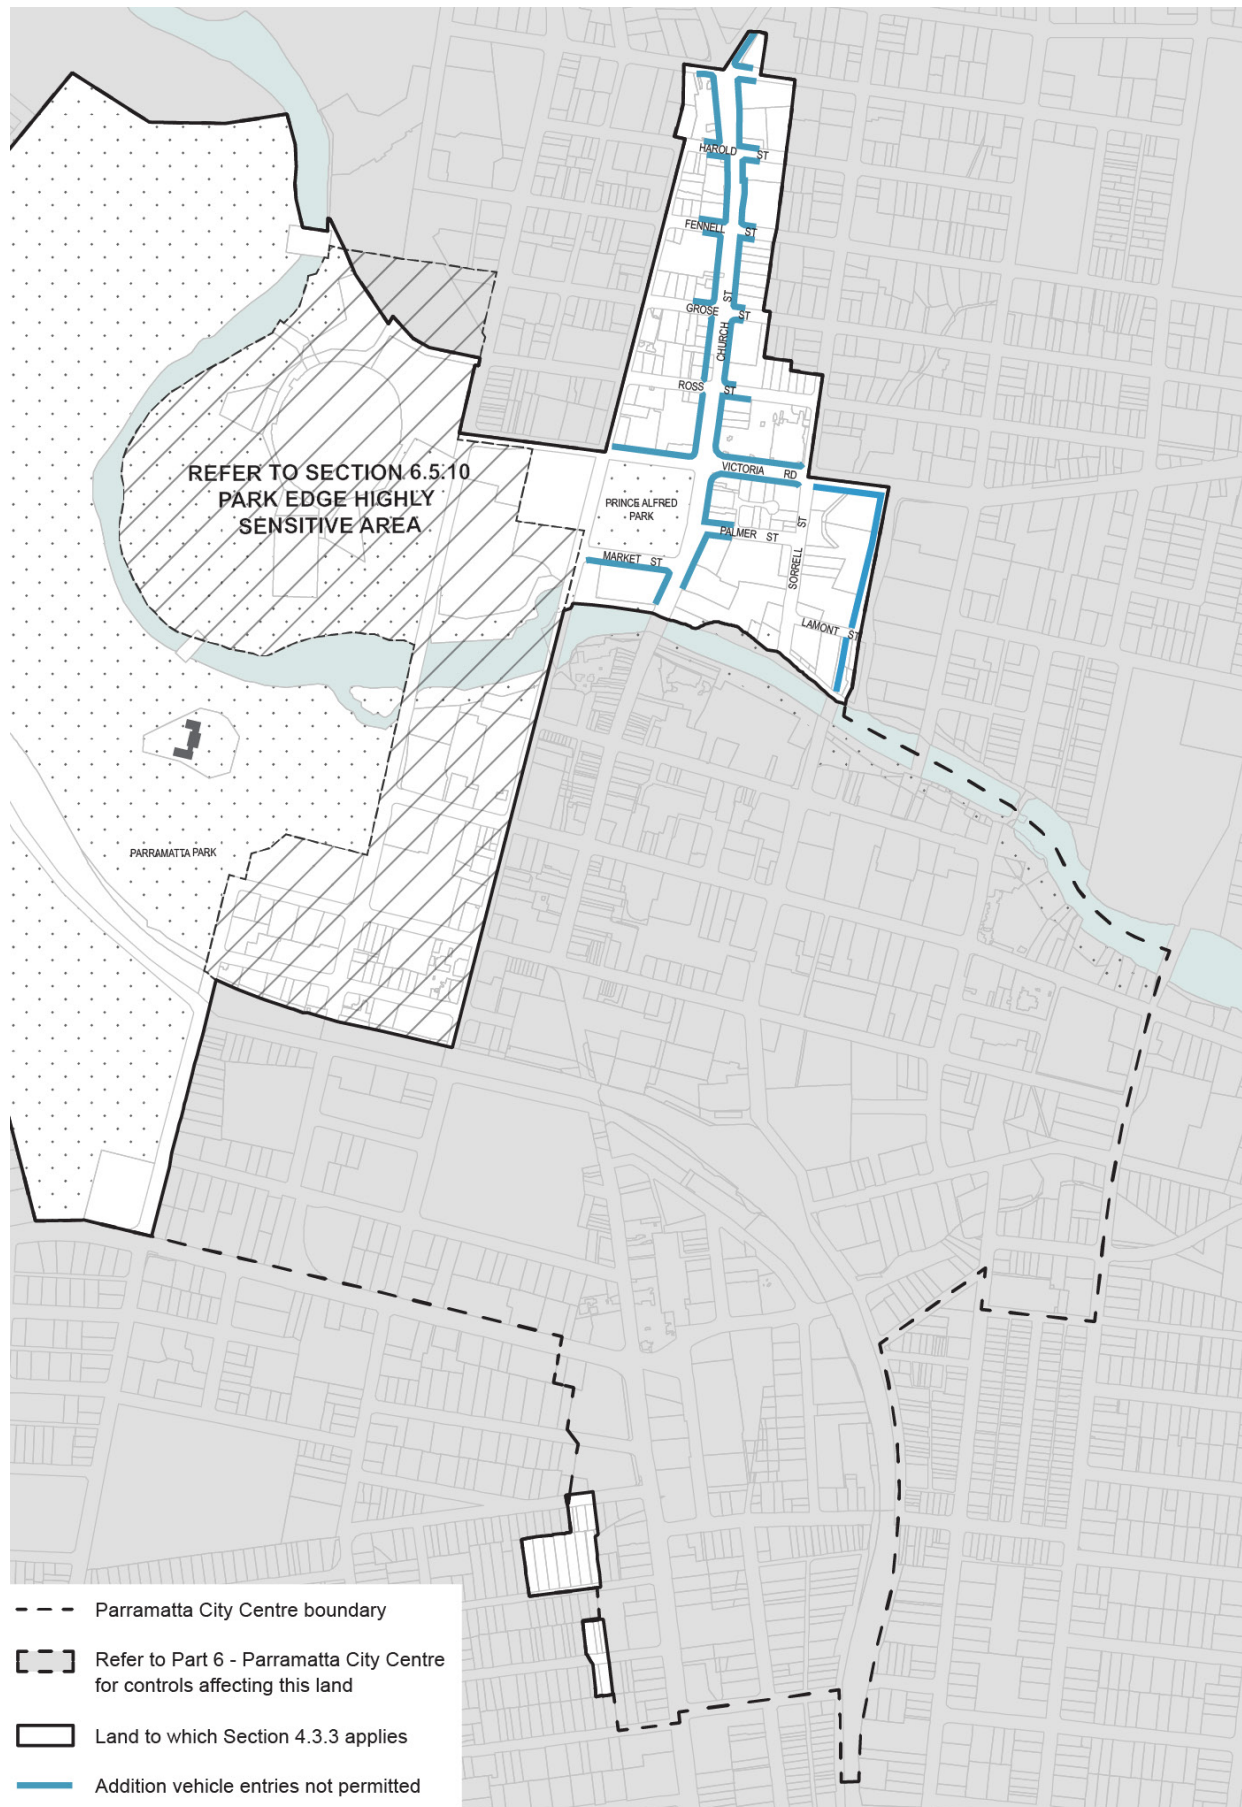 HAROLD ST
FENNELL ST
GROSE ST
CHURCH ST
ROSS ST
REFER TO SECTION 6.5.10
PARK EDGE HIGHLY
SENSITIVE AREA
VICTORIA RD
PRINCE ALFRED
PARK
PALMER ST
MARKET ST
SORRELL ST
LAMONT ST
PARRAMATTA PARK
Parramatta City Centre boundary
Refer to Part 6 - Parramatta City Centre
for controls affecting this land
Land to which Section 4.3.3 applies
Addition vehicle entries not permitted